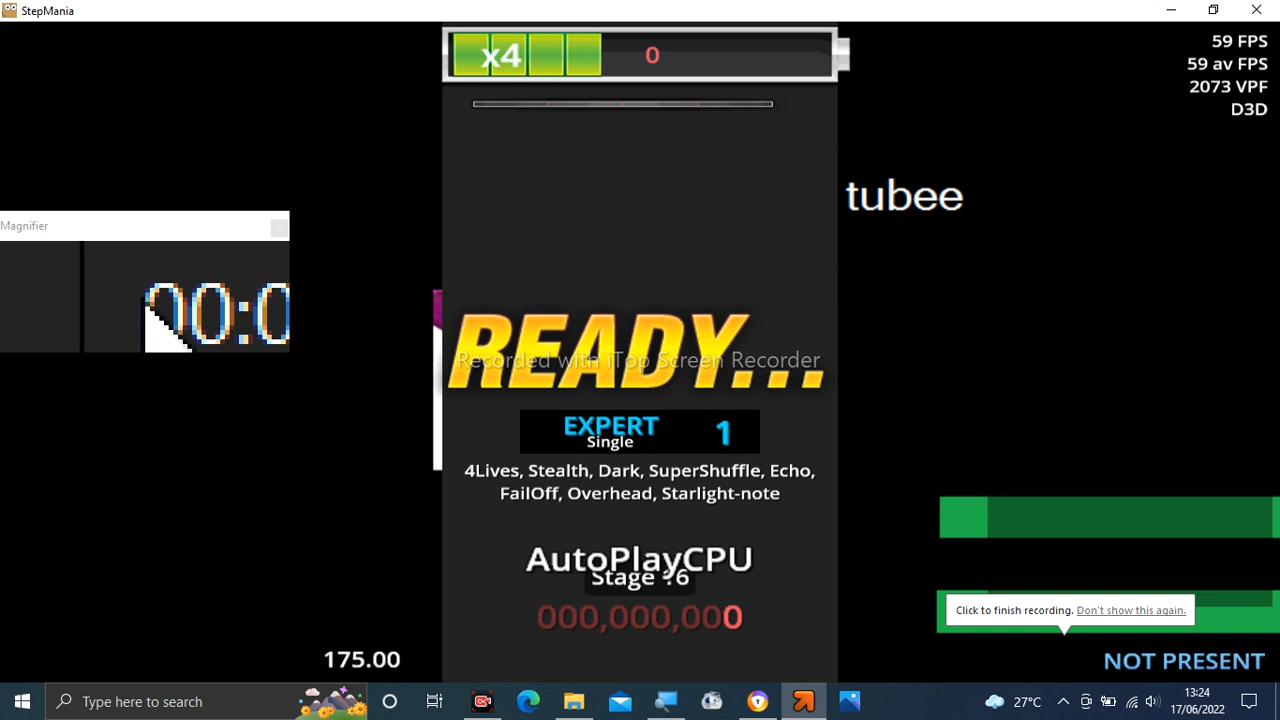 StepMania
x4
0
59 FPS
59 av FPS
2073 VPF
D3D
tubee
Magnifier
00:0
READY...
Recorded with iTop Screen Recorder
EXPERT
1
Single
4Lives, Stealth, Dark, SuperShuffle, Echo,
FailOff, Overhead, Starlight-note
AutoPlayCPU
Stage 16
000,000,000
Click to finish recording. Don't show this again.
175.00
NOT PRESENT
Type here to search
27°C
13:24
17/06/2022